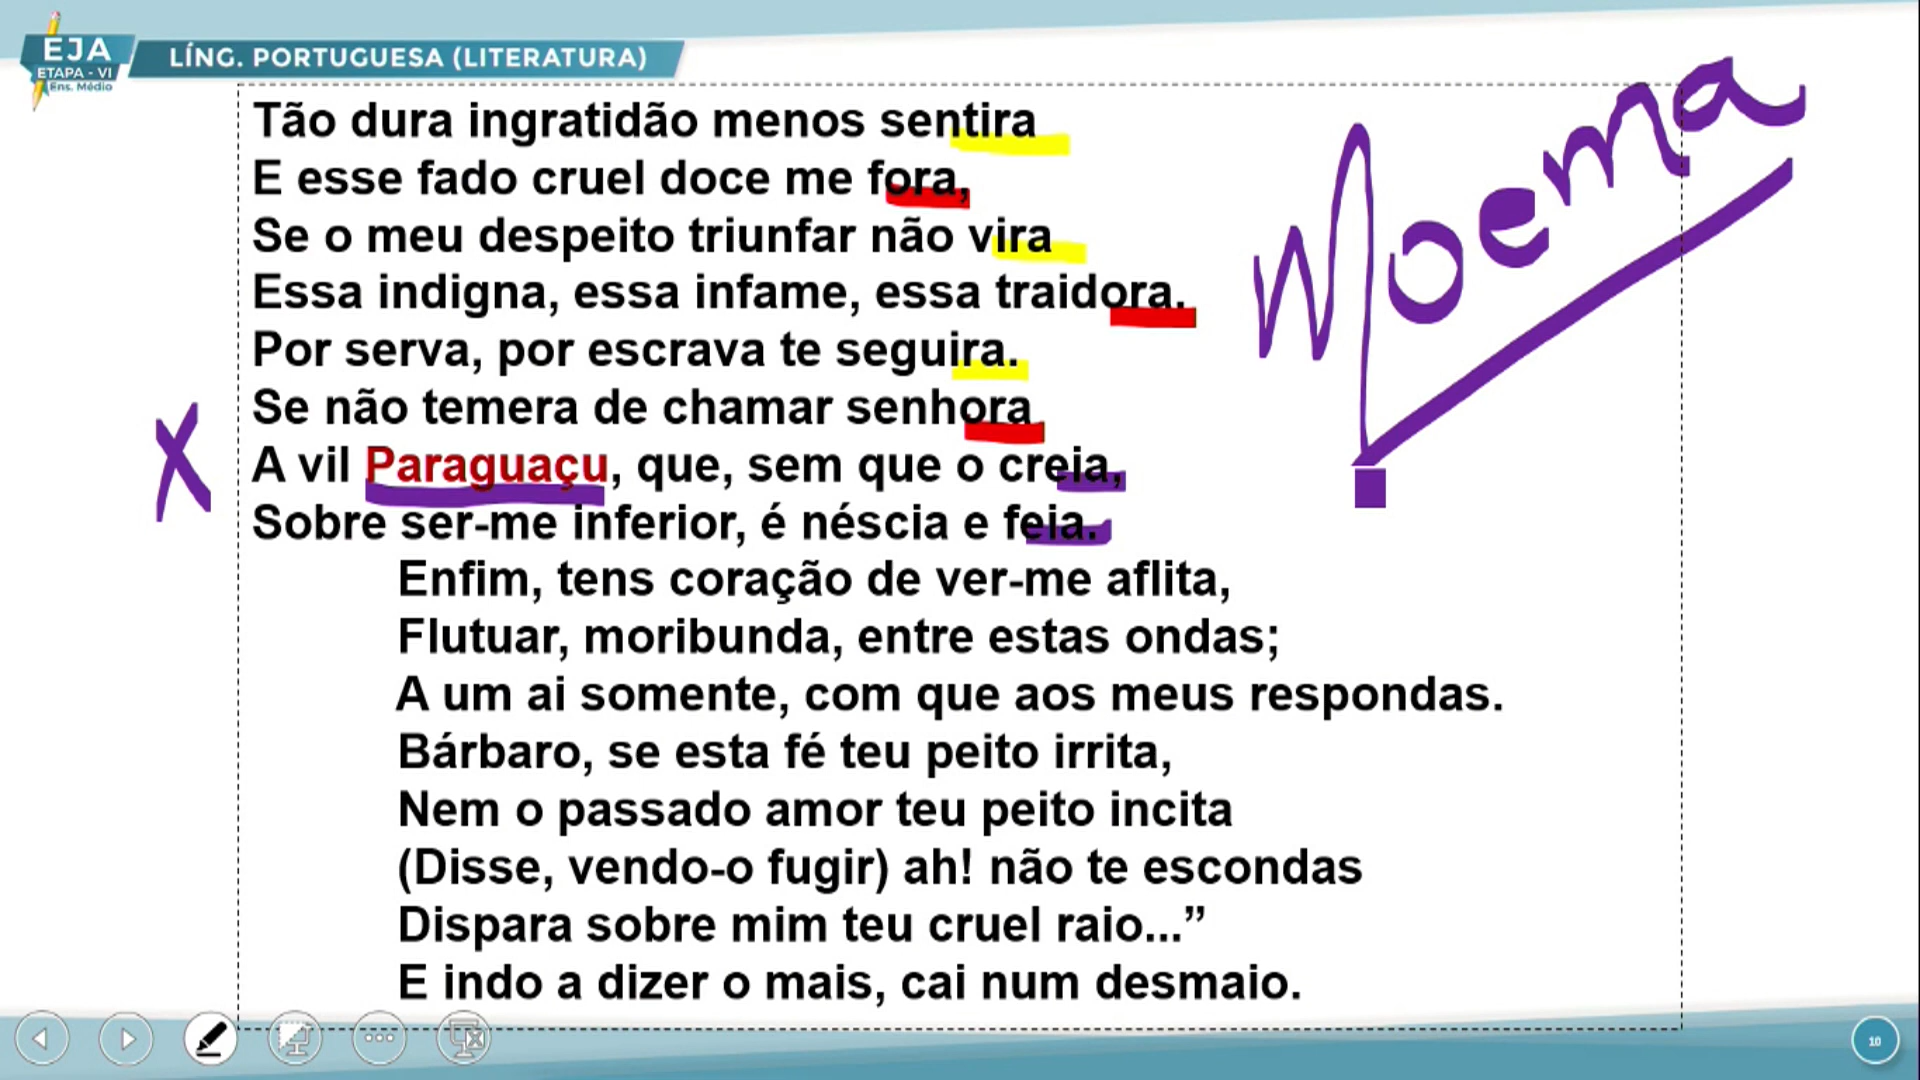 EJA
ETAPA - VI
Ens. Médio
LÍNG. PORTUGUESA (LITERATURA)
Moema
Tão dura ingratidão menos sentira
E esse fado cruel doce me fora,
Se o meu despeito triunfar não vira
Essa indigna, essa infame, essa traidora.
Por serva, por escrava te seguira.
Se não temera de chamar senhora
X
A vil Paraguaçu, que, sem que o creia,
Sobre ser-me inferior, é néscia e feia.
Enfim, tens coração de ver-me aflita,
Flutuar, moribunda, entre estas ondas;
A um ai somente, com que aos meus respondas.
Bárbaro, se esta fé teu peito irrita,
Nem o passado amor teu peito incita
(Disse, vendo-o fugir) ah! não te escondas
Dispara sobre mim teu cruel raio...”
E indo a dizer o mais, cai num desmaio.
10